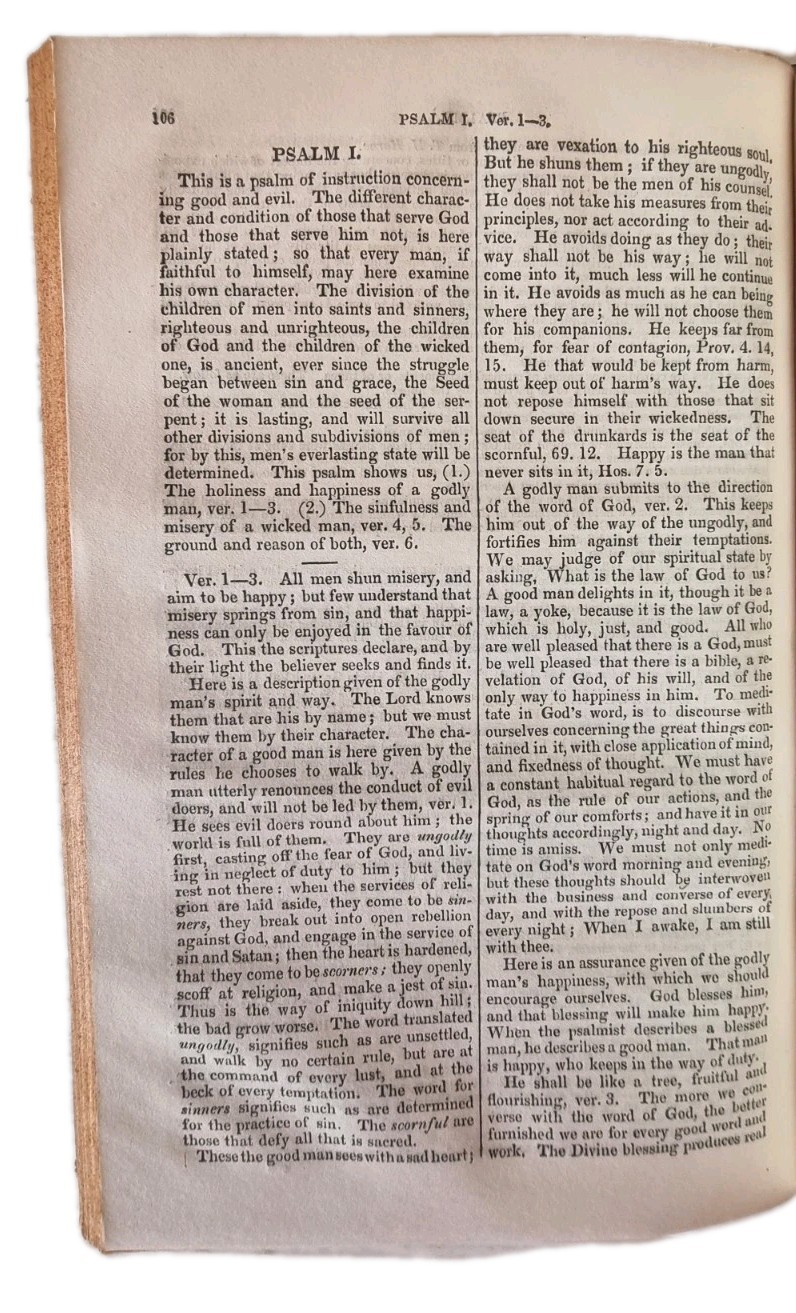 106
PSALM I. Ver. 1—3.
PSALM I.
This is a psalm of instruction concern-
ing good and evil. The different charac-
ter and condition of those that serve God
and those that serve him not, is here
plainly stated; so that every man, if
faithful to himself, may here examine
his own character. The division of the
children of men into saints and sinners,
righteous and unrighteous, the children
of God and the children of the wicked
one, is ancient, ever since the struggle
began between sin and grace, the Seed
of the woman and the seed of the ser-
pent; it is lasting, and will survive all
other divisions and subdivisions of men;
for by this, men's everlasting state will be
determined. This psalm shows us, (1.)
The holiness and happiness of a godly
man, ver. 1—3. (2.) The sinfulness and
misery of a wicked man, ver. 4, 5. The
ground and reason of both, ver. 6.
Ver. 1—3. All men shun misery, and
aim to be happy; but few understand that
misery springs from sin, and that happi-
ness can only be enjoyed in the favour of
God. This the scriptures declare, and by
their light the believer seeks and finds it.
Here is a description given of the godly
man's spirit and way. The Lord knows
them that are his by name; but we must
know them by their character. The cha-
racter of a good man is here given by the
rules he chooses to walk by. A godly
man utterly renounces the conduct of evil
doers, and will not be led by them, ver. 1.
He sees evil doers round about him; the
world is full of them. They are ungodly
first, casting off the fear of God, and liv-
ing in neglect of duty to him; but they
rest not there: when the services of reli-
gion are laid aside, they come to be sin-
ners, they break out into open rebellion
against God, and engage in the service of
sin and Satan; then the heart is hardened,
that they come to be scorners; they openly
scoff at religion, and make a jest of sin.
Thus is the way of iniquity down hill;
the bad grow worse. The word translated
ungodly, signifies such as are unsettled,
and walk by no certain rule, but are at
the command of every lust, and at the
beck of every temptation. The word for
sinners signifies such as are determined
for the practice of sin. The scornful are
those that defy all that is sacred.
These the good man sees with a sad heart;
they are vexation to his righteous soul.
But he shuns them; if they are ungodly,
they shall not be the men of his counsel.
He does not take his measures from their
principles, nor act according to their ad-
vice. He avoids doing as they do; their
way shall not be his way; he will not
come into it, much less will he continue
in it. He avoids as much as he can being
where they are; he will not choose them
for his companions. He keeps far from
them, for fear of contagion, Prov. 4. 14,
15. He that would be kept from harm,
must keep out of harm's way. He does
not repose himself with those that sit
down secure in their wickedness. The
seat of the drunkards is the seat of the
scornful, 69. 12. Happy is the man that
never sits in it, Hos. 7. 5.
A godly man submits to the direction
of the word of God, ver. 2. This keeps
him out of the way of the ungodly, and
fortifies him against their temptations.
We may judge of our spiritual state by
asking, What is the law of God to us?
A good man delights in it, though it be a
law, a yoke, because it is the law of God,
which is holy, just, and good. All who
are well pleased that there is a God, must
be well pleased that there is a bible, a re-
velation of God, of his will, and of the
only way to happiness in him. To medi-
tate in God's word, is to discourse with
ourselves concerning the great things con-
tained in it, with close application of mind,
and fixedness of thought. We must have
a constant habitual regard to the word of
God, as the rule of our actions, and the
spring of our comforts; and have it in our
thoughts accordingly, night and day. No
time is amiss. We must not only medi-
tate on God's word morning and evening,
but these thoughts should be interwoven
with the business and converse of every
day, and with the repose and slumbers of
every night; When I awake, I am still
with thee.
Here is an assurance given of the godly
man's happiness, with which we should
encourage ourselves. God blesses him,
and that blessing will make him happy.
When the psalmist describes a blessed
man, he describes a good man. That man
is happy, who keeps in the way of duty.
He shall be like a tree, fruitful and
flourishing, ver. 3. The more we con-
verse with the word of God, the better
furnished we are for every good word and
work. The Divine blessing produces real